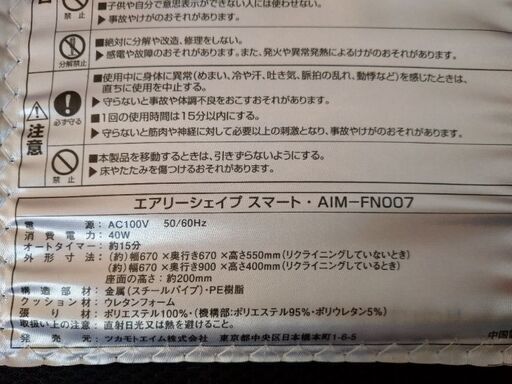 ■子供や自分で意思表示ができない人には使わせない。
▶事故やけがのおそれがあります。
禁止
■絶対に分解や改造、修理をしない。
▶感電や故障のおそれがあります。また、発火や異常発熱によるけがのおそれがあります。
分解禁止
■使用中に身体に異常(めまい、冷や汗、吐き気、脈拍の乱れ、動悸など)を感じたときは、
直ちに使用を中止する。
▶守らないと事故や体調不良をおこすおそれがあります。
■1回の使用時間は15分以内にする。
▶守らないと筋肉や神経に対して必要以上の刺激となり、事故やけがのおそれがあります。
必ず守る
注意
■本製品を移動するときは、引きずらないようにする。
▶床やたたみを傷つけるおそれがあります。
禁止
エアリーシェイプ スマート・AIM-FN007
電源:AC100V 50/60Hz
消費電力:40W
オートタイマー:約15分
外形寸法:(約)幅670×奥行き670×高さ550mm(リクライニングしていないとき)
(約)幅670×奥行き900×高さ400mm(リクライニングしているとき)
座面の高さ:約200mm
構造部材:金属(スチールパイプ)・PE樹脂
クッション材:ウレタンフォーム
張り材:ポリエステル100%・(機構部:ポリエステル95%・ポリウレタン5%)
取扱い上の注意:直射日光又は熱を避けること。
発売元:ツカモトエイム株式会社 東京都中央区日本橋本町1-6-5
中国製